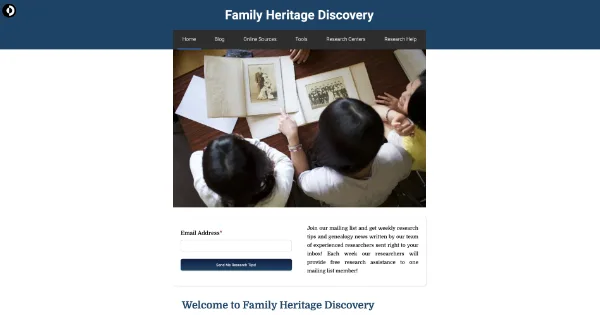 Family Heritage Discovery
Home Blog Online Sources Tools Research Centers Research Help
Email Address*
Send Me Research Tips!
Join our mailing list and get weekly research
tips and genealogy news written by our team
of experienced researchers sent right to your
inbox! Each week our researchers will
provide free research assistance to one
mailing list member!
Welcome to Family Heritage Discovery